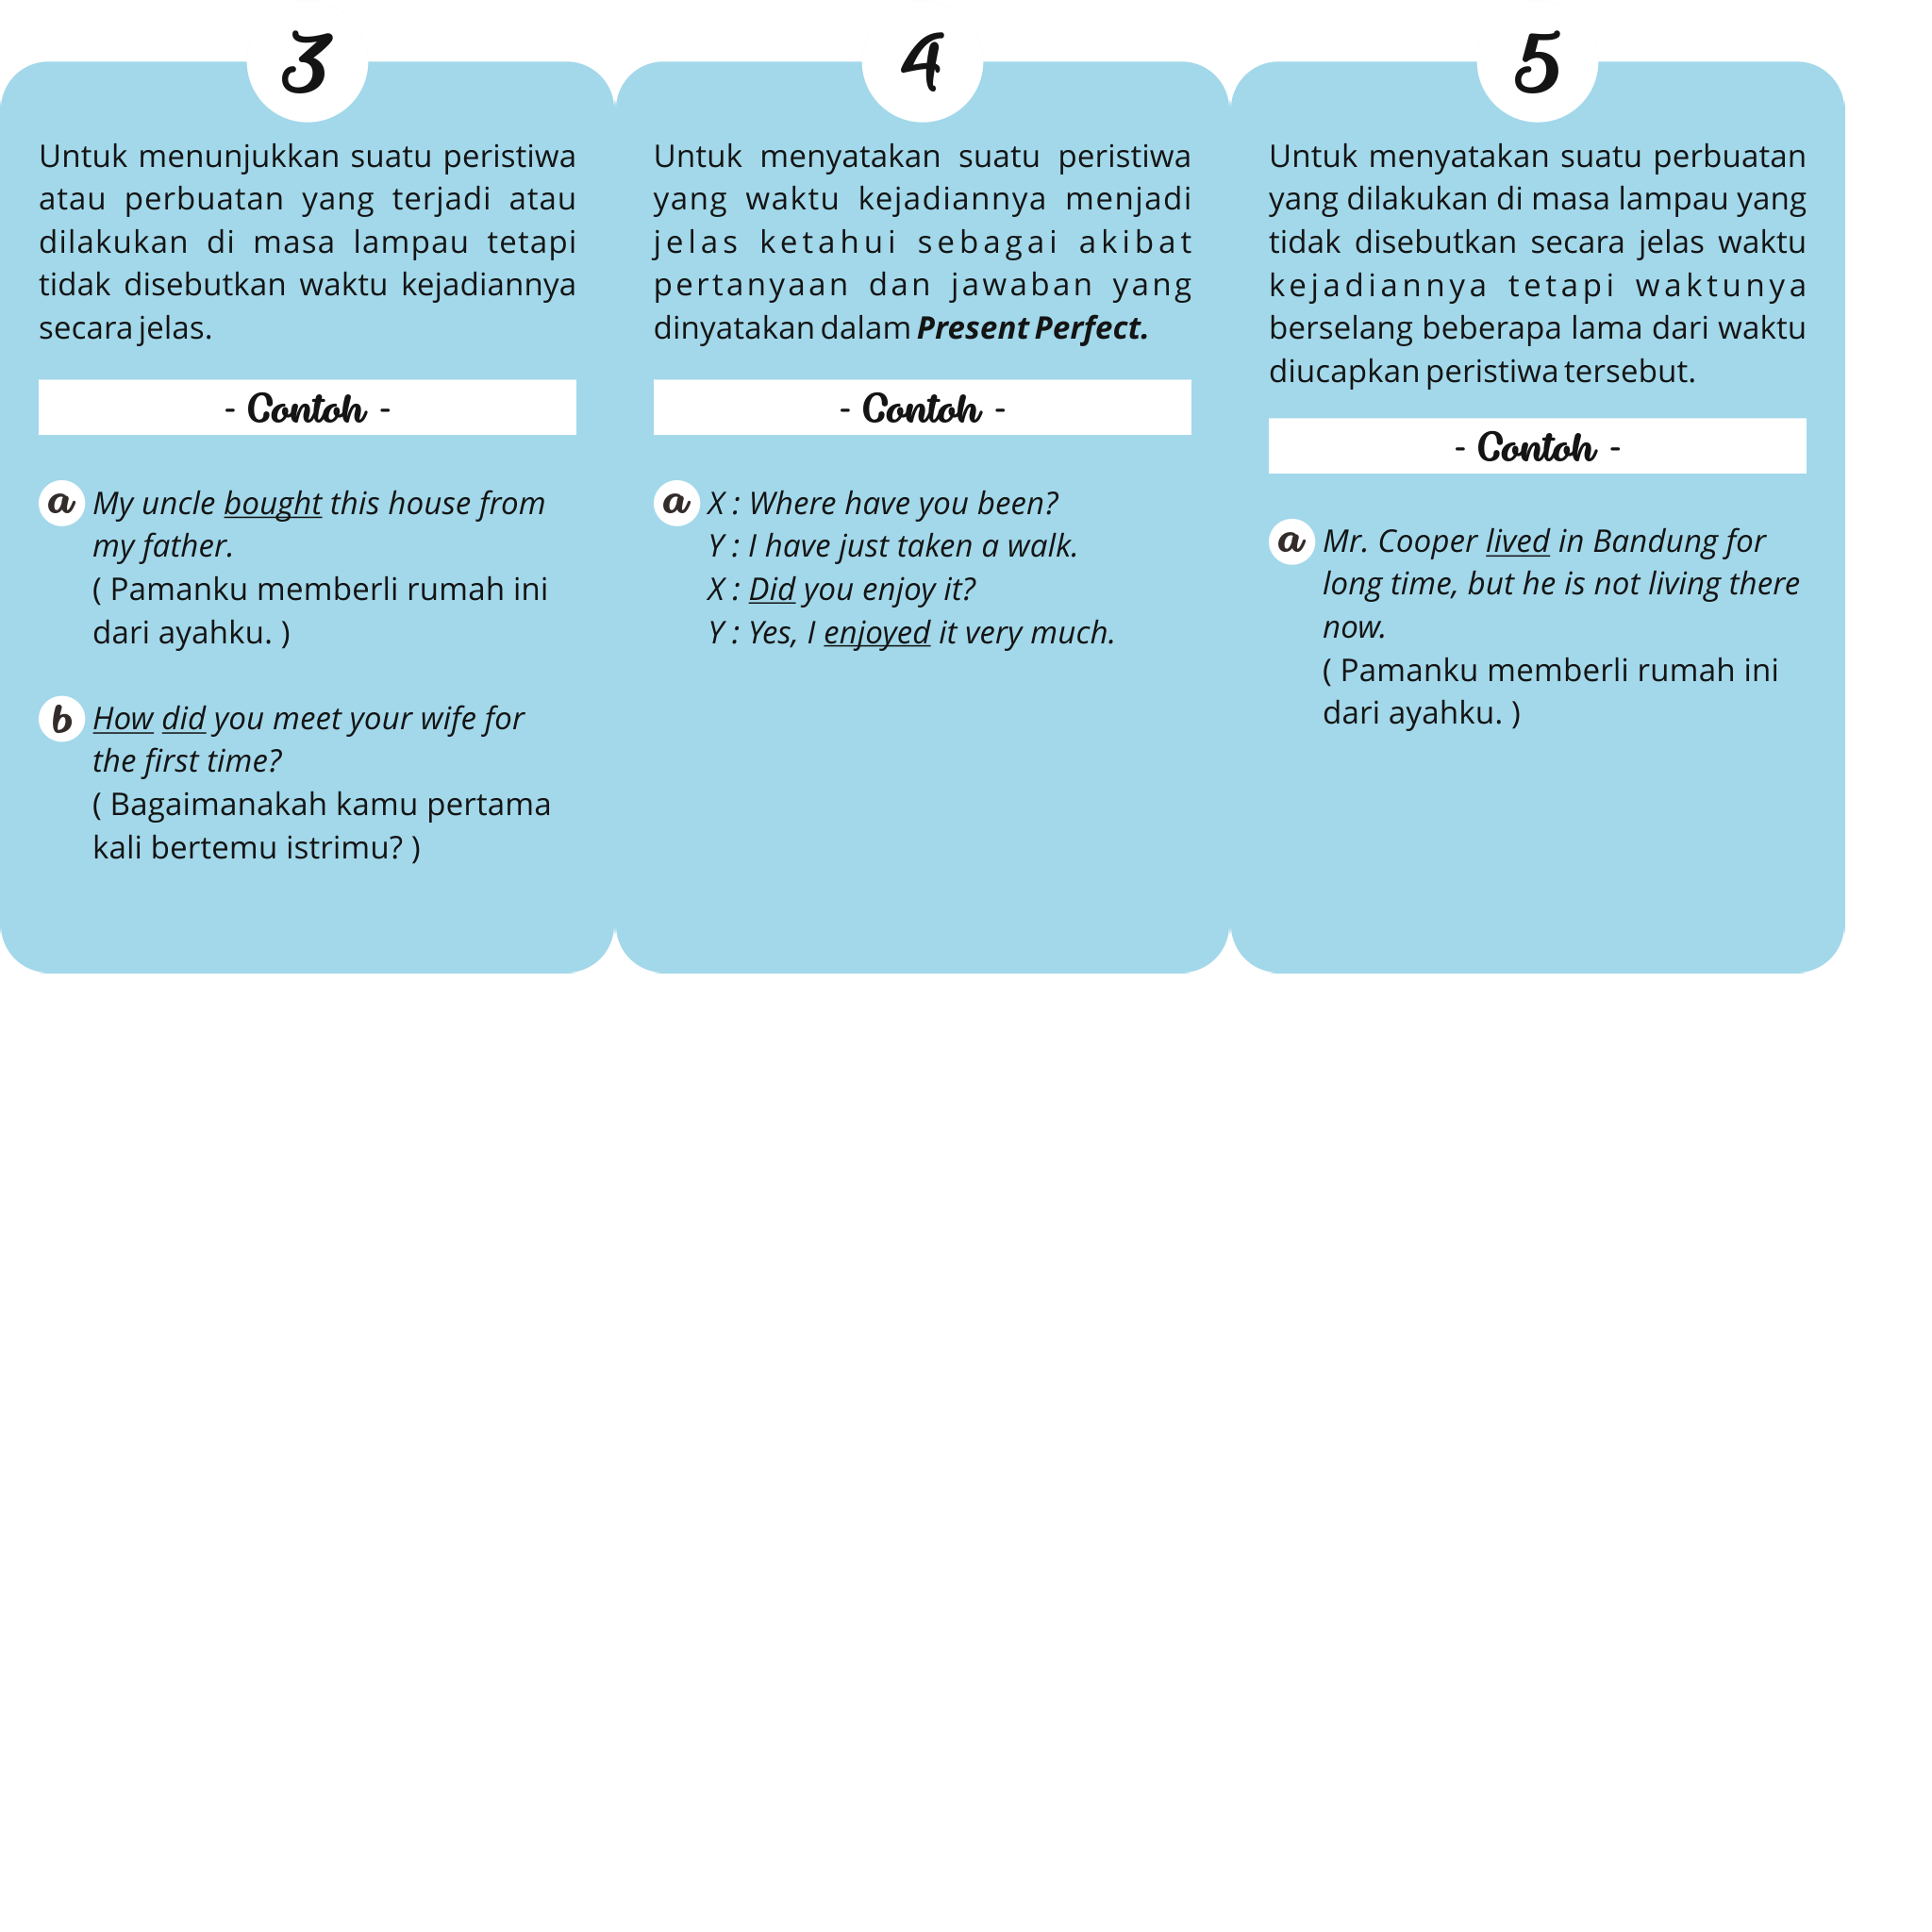 3
Untuk menunjukkan suatu peristiwa
atau perbuatan yang terjadi atau
dilakukan di masa lampau tetapi
tidak disebutkan waktu kejadiannya
secara jelas.
- Contoh -
a My uncle bought this house from
my father.
( Pamanku memberli rumah ini
dari ayahku. )
b How did you meet your wife for
the first time?
( Bagaimanakah kamu pertama
kali bertemu istrimu? )
4
Untuk menyatakan suatu peristiwa
yang waktu kejadiannya menjadi
jelas ketahui sebagai akibat
pertanyaan dan jawaban yang
dinyatakan dalam Present Perfect.
- Contoh -
a X : Where have you been?
Y : I have just taken a walk.
X : Did you enjoy it?
Y : Yes, I enjoyed it very much.
5
Untuk menyatakan suatu perbuatan
yang dilakukan di masa lampau yang
tidak disebutkan secara jelas waktu
kejadiannya tetapi waktunya
berselang beberapa lama dari waktu
diucapkan peristiwa tersebut.
- Contoh -
a Mr. Cooper lived in Bandung for
long time, but he is not living there
now.
( Pamanku memberli rumah ini
dari ayahku. )